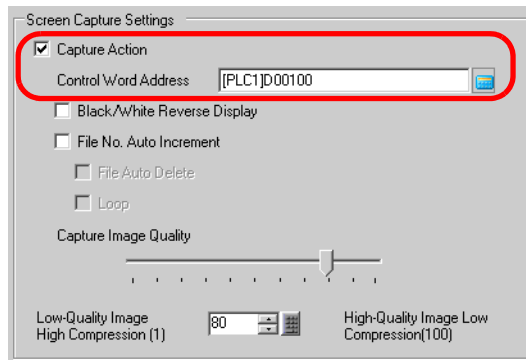 Screen Capture Settings
Capture Action
Control Word Address [PLC1]D00100
Black/White Reverse Display
File No. Auto Increment
File Auto Delete
Loop
Capture Image Quality
Low-Quality Image
High Compression (1)
80
High-Quality Image Low
Compression(100)